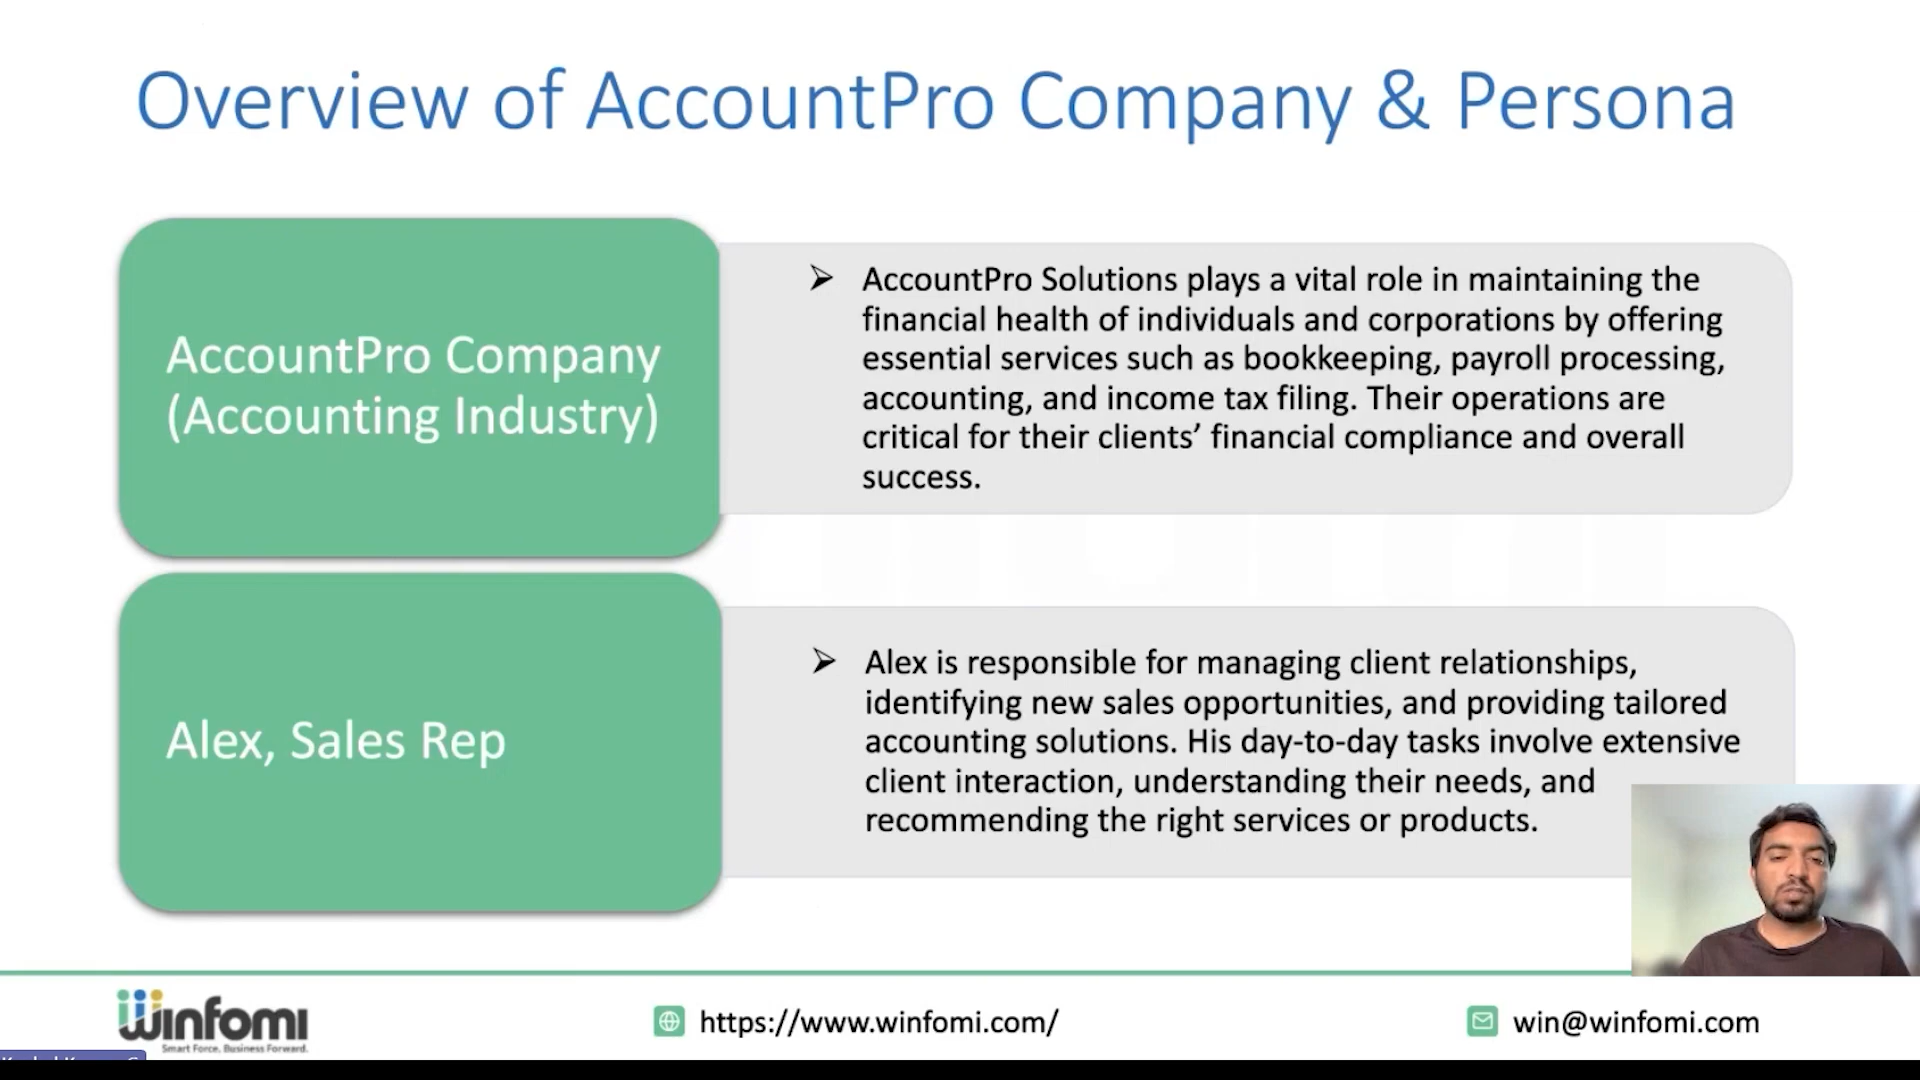 Overview of AccountPro Company & Persona
AccountPro Company
(Accounting Industry)
➢ AccountPro Solutions plays a vital role in maintaining the
financial health of individuals and corporations by offering
essential services such as bookkeeping, payroll processing,
accounting, and income tax filing. Their operations are
critical for their clients’ financial compliance and overall
success.
Alex, Sales Rep
➢ Alex is responsible for managing client relationships,
identifying new sales opportunities, and providing tailored
accounting solutions. His day-to-day tasks involve extensive
client interaction, understanding their needs, and
recommending the right services or products.
winfomi
Smart Force. Business Forward.
https://www.winfomi.com/
win@winfomi.com